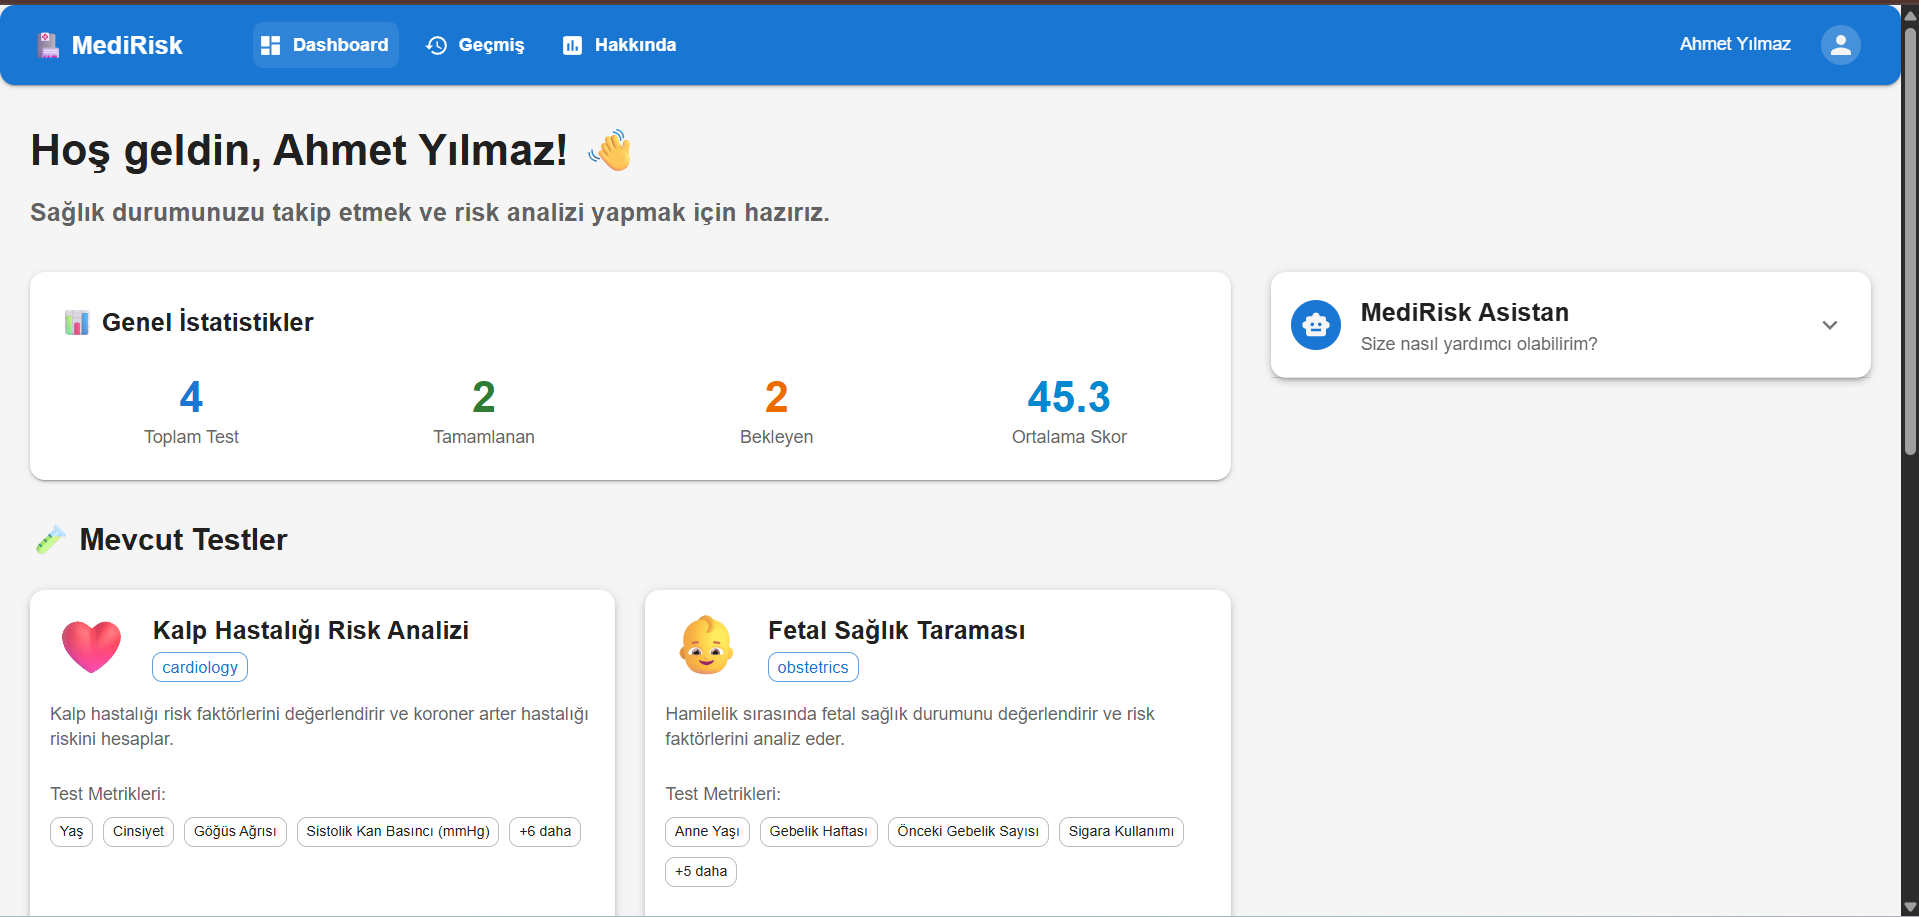 MediRisk
Dashboard
Geçmiş
Hakkında
Ahmet Yılmaz
Hoş geldin, Ahmet Yılmaz! 👋
Sağlık durumunuzu takip etmek ve risk analizi yapmak için hazırız.
Genel İstatistikler
4
Toplam Test
2
Tamamlanan
2
Bekleyen
45.3
Ortalama Skor
MediRisk Asistan
Size nasıl yardımcı olabilirim?
Mevcut Testler
Kalp Hastalığı Risk Analizi
cardiology
Kalp hastalığı risk faktörlerini değerlendirir ve koroner arter hastalığı
riskini hesaplar.
Test Metrikleri:
Yaş
Cinsiyet
Göğüs Ağrısı
Sistolik Kan Basıncı (mmHg)
+6 daha
Fetal Sağlık Taraması
obstetrics
Hamilelik sırasında fetal sağlık durumunu değerlendirir ve risk
faktörlerini analiz eder.
Test Metrikleri:
Anne Yaşı
Gebelik Haftası
Önceki Gebelik Sayısı
Sigara Kullanımı
+5 daha